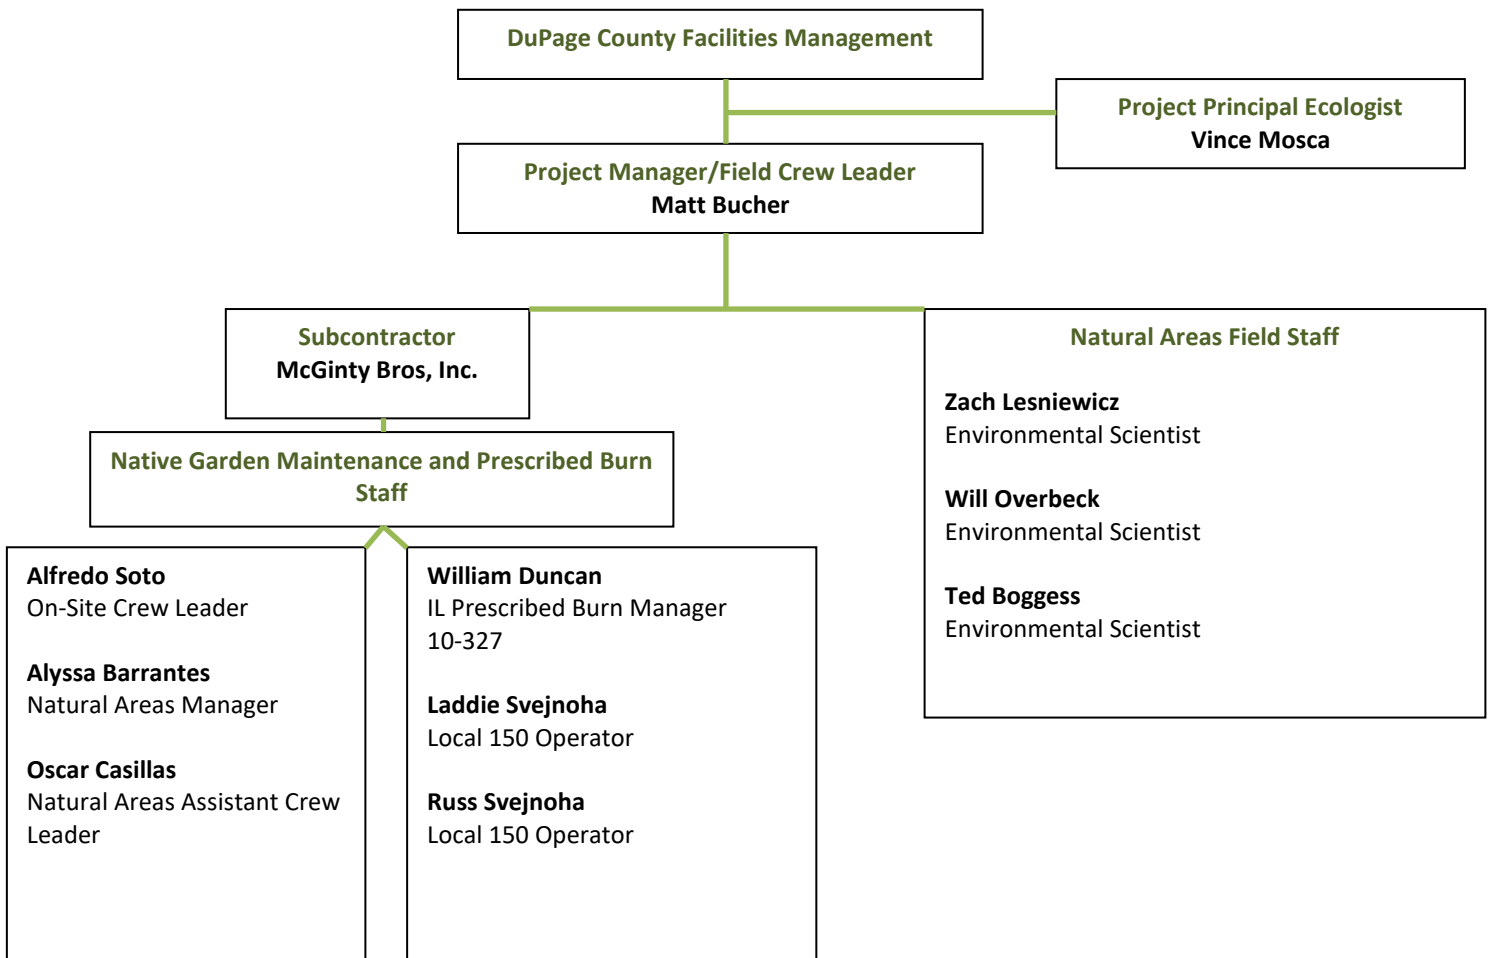 DuPage County Facilities Management
Project Principal Ecologist
Vince Mosca
Project Manager/Field Crew Leader
Matt Bucher
Subcontractor
McGinty Bros, Inc.
Native Garden Maintenance and Prescribed Burn
Staff
Alfredo Soto
On-Site Crew Leader
Alyssa Barrantes
Natural Areas Manager
Oscar Casillas
Natural Areas Assistant Crew
Leader
William Duncan
IL Prescribed Burn Manager
10-327
Laddie Svejnoha
Local 150 Operator
Russ Svejnoha
Local 150 Operator
Natural Areas Field Staff
Zach Lesniewicz
Environmental Scientist
Will Overbeck
Environmental Scientist
Ted Boggess
Environmental Scientist